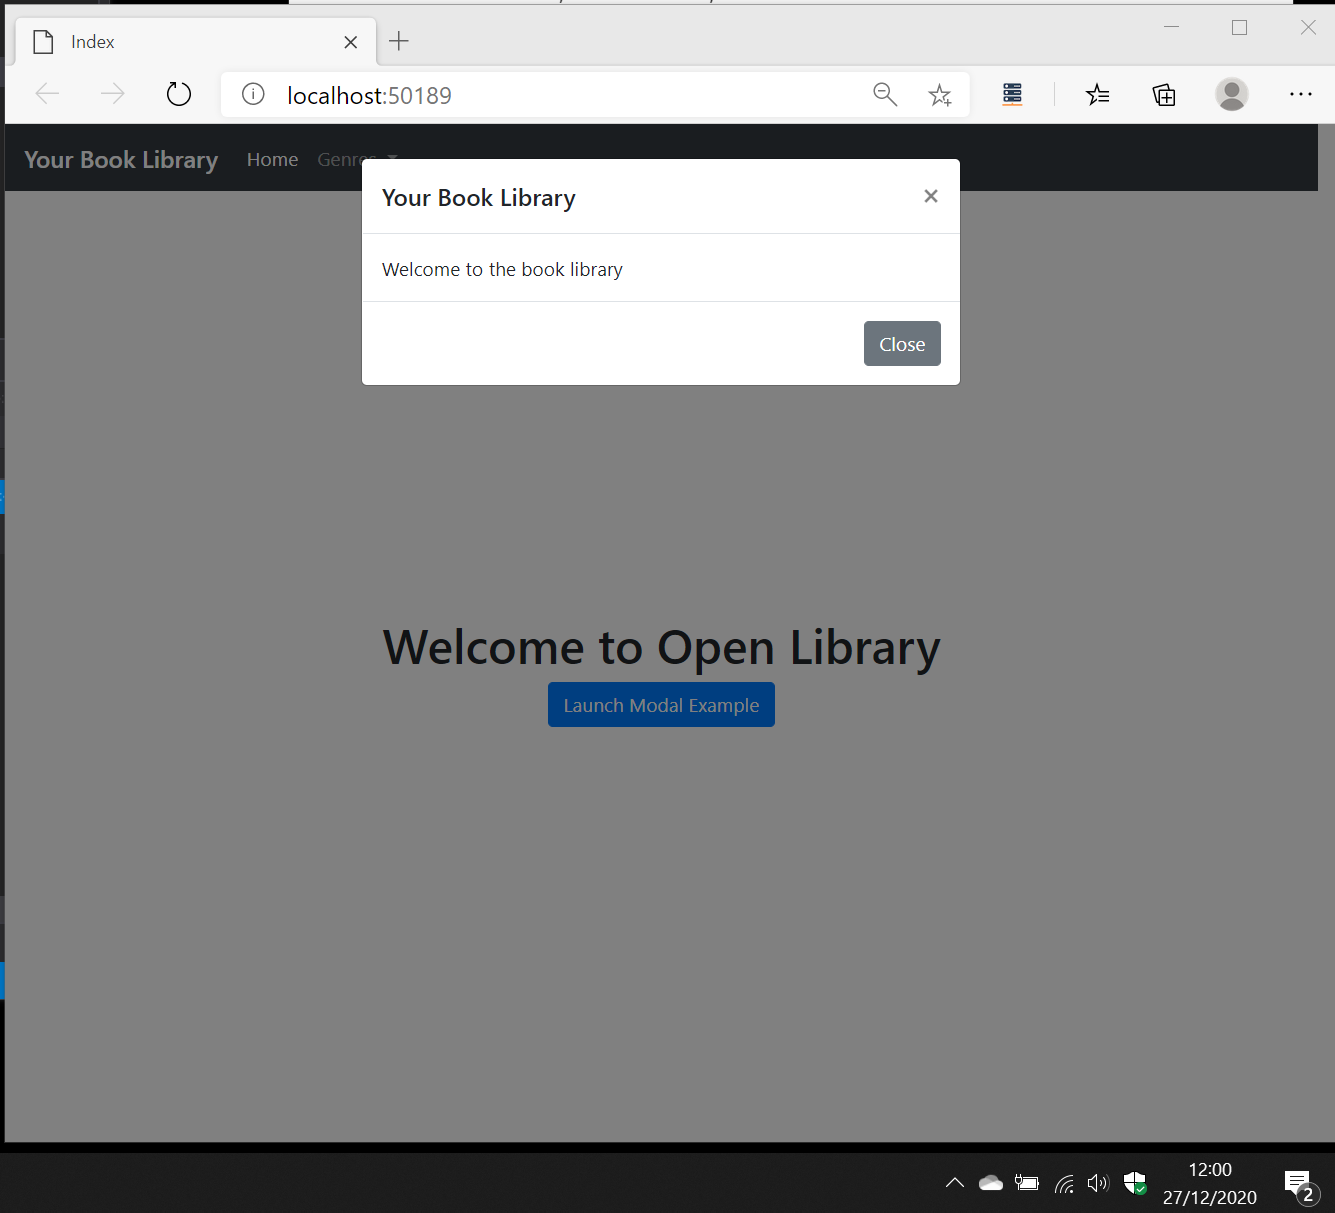 Index
localhost:50189
Your Book Library Home Genres
Your Book Library ×
Welcome to the book library
Close
Welcome to Open Library
Launch Modal Example
12:00
27/12/2020
2